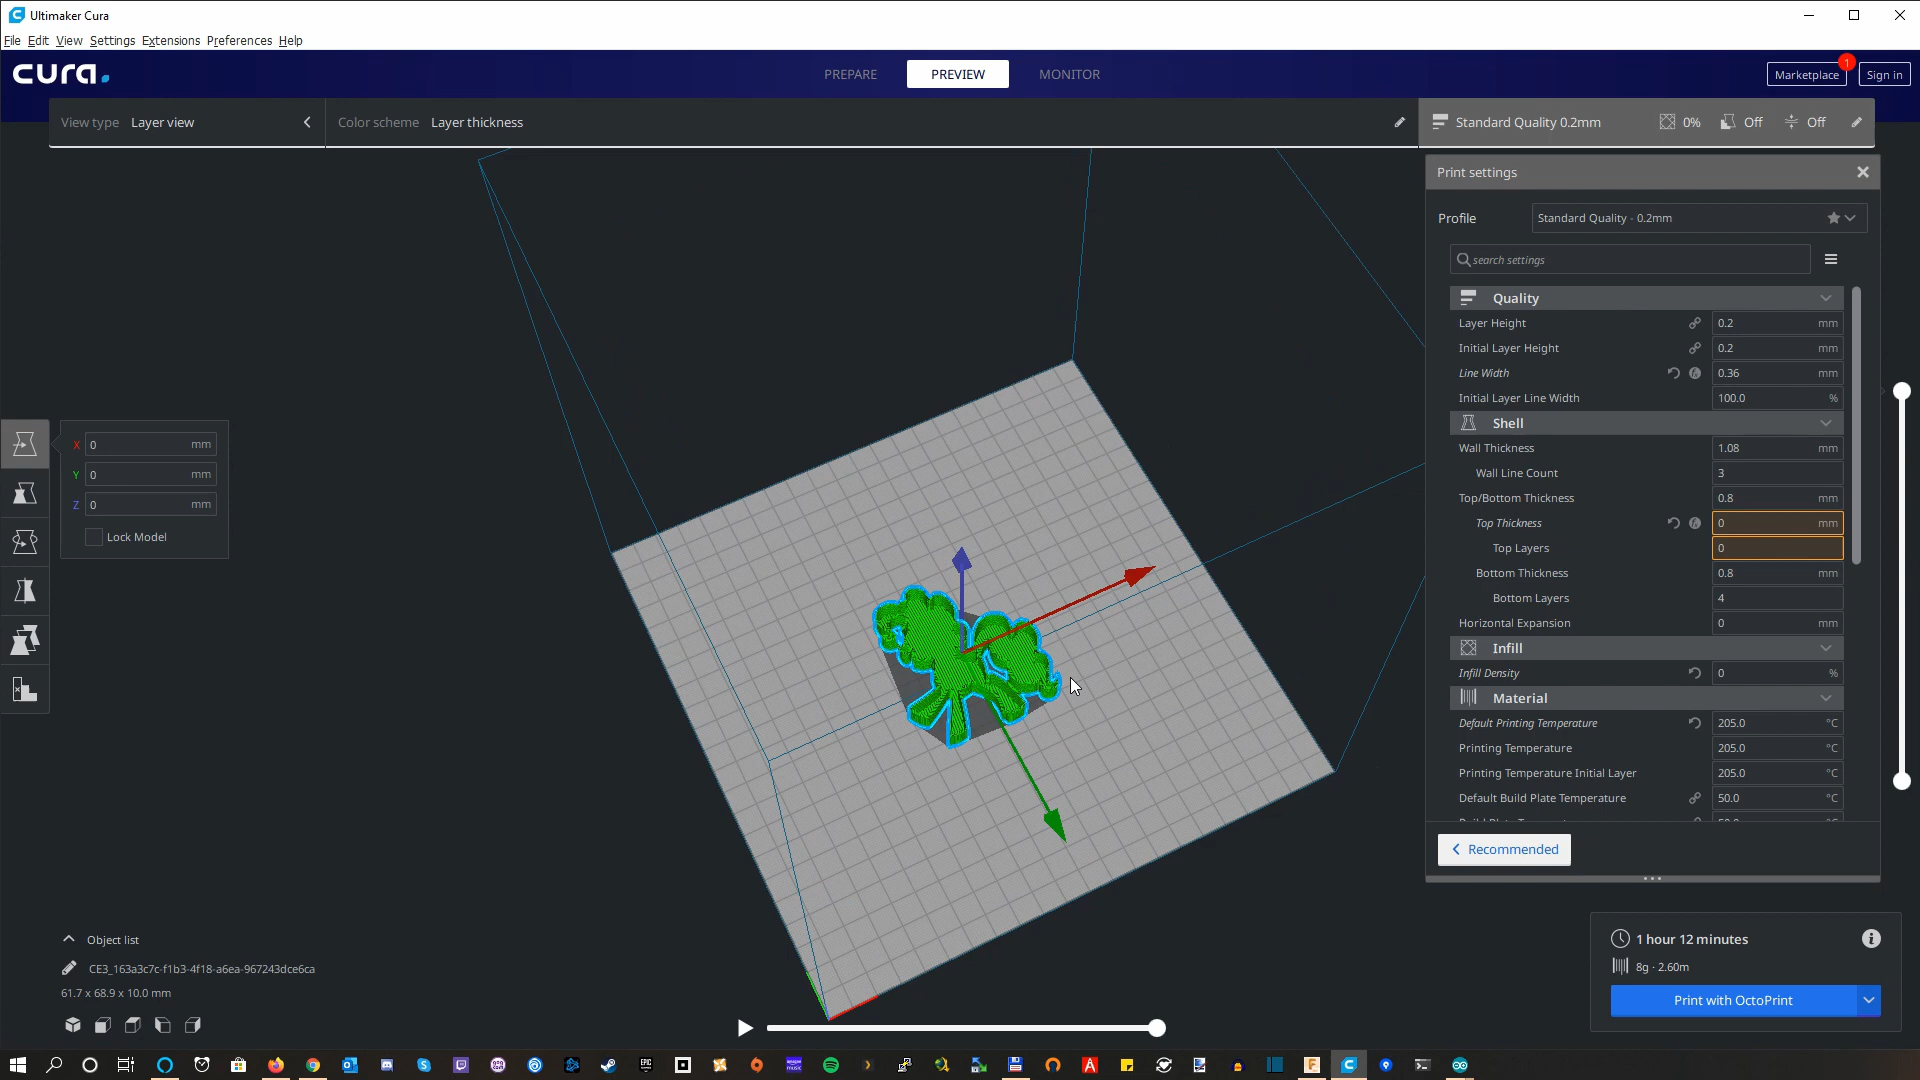 Ultimaker Cura
File Edit View Settings Extensions Preferences Help
cura.
PREPARE PREVIEW MONITOR
Marketplace 1 Sign in
View type Layer view Color scheme Layer thickness
Standard Quality 0.2mm 0% Off Off
Print settings
Profile Standard Quality - 0.2mm
search settings
Quality
Layer Height 0.2 mm
Initial Layer Height 0.2 mm
Line Width 0.36 mm
Initial Layer Line Width 100.0 %
Shell
Wall Thickness 1.08 mm
Wall Line Count 3
Top/Bottom Thickness 0.8 mm
Top Thickness 0 mm
Top Layers 0
Bottom Thickness 0.8 mm
Bottom Layers 4
Horizontal Expansion 0 mm
Infill
Infill Density 0 %
Material
Default Printing Temperature 205.0 °C
Printing Temperature 205.0 °C
Printing Temperature Initial Layer 205.0 °C
Default Build Plate Temperature 50.0 °C
Recommended
X 0 mm
Y 0 mm
Z 0 mm
Lock Model
Object list
CE3_163a3c7c-f1b3-4f18-a6ea-967243dce6ca
61.7 x 68.9 x 10.0 mm
1 hour 12 minutes
8g · 2.60m
Print with OctoPrint